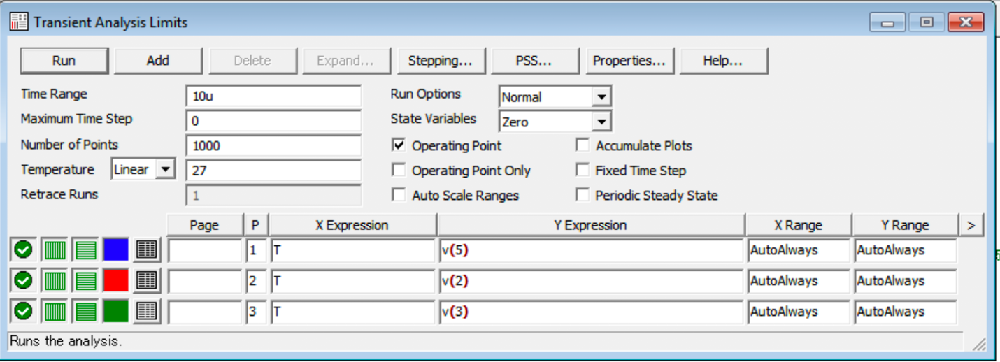 Transient Analysis Limits
Run Add Delete Expand... Stepping... PSS... Properties... Help...
Time Range 10u Run Options Normal
Maximum Time Step 0 State Variables Zero
Number of Points 1000 Operating Point Accumulate Plots
Temperature Linear 27 Operating Point Only Fixed Time Step
Retrace Runs 1 Auto Scale Ranges Periodic Steady State
Page P X Expression Y Expression X Range Y Range >
1 T v(5) AutoAlways AutoAlways
2 T v(2) AutoAlways AutoAlways
3 T v(3) AutoAlways AutoAlways
Runs the analysis.